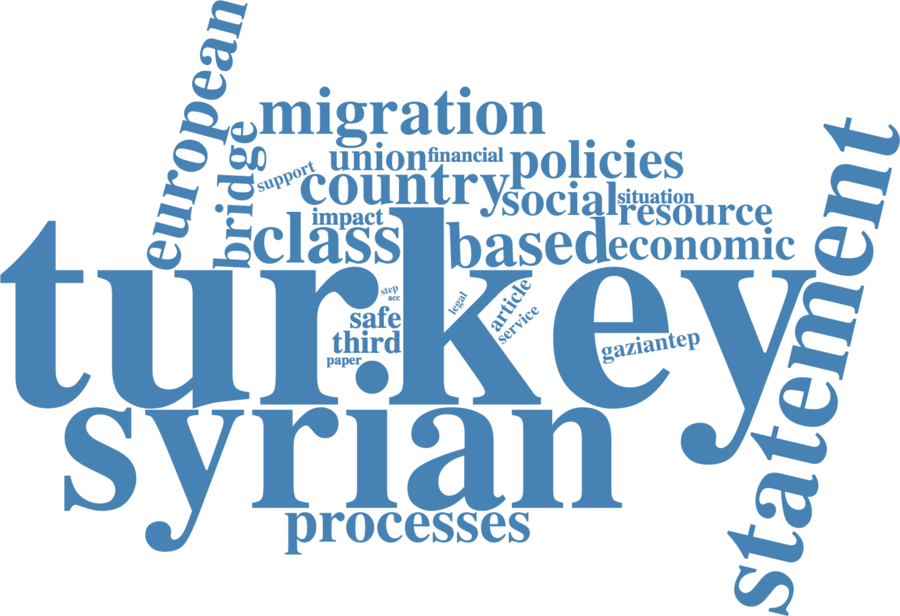 european
migration
bridge
union
financial
policies
support
country
social
situation
resource
impact
class
based
economic
statement
turkey
step
acc
legal
article
service
safe
third
paper
gaziantep
syrian
processes